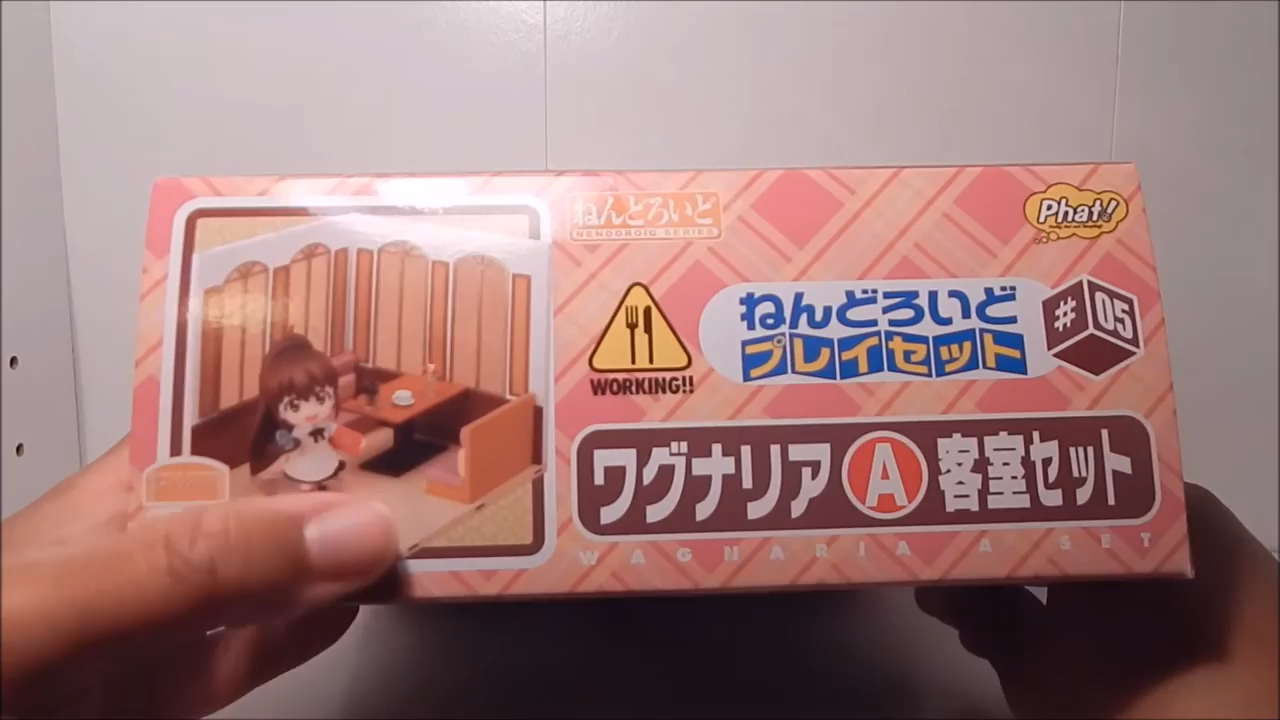 ねんどろいど
NENDOROID SERIES
Phat!
WORKING!!
ねんどろいど
プレイセット
#05
ワグナリア A 客室セット
WAGNARIA A SET